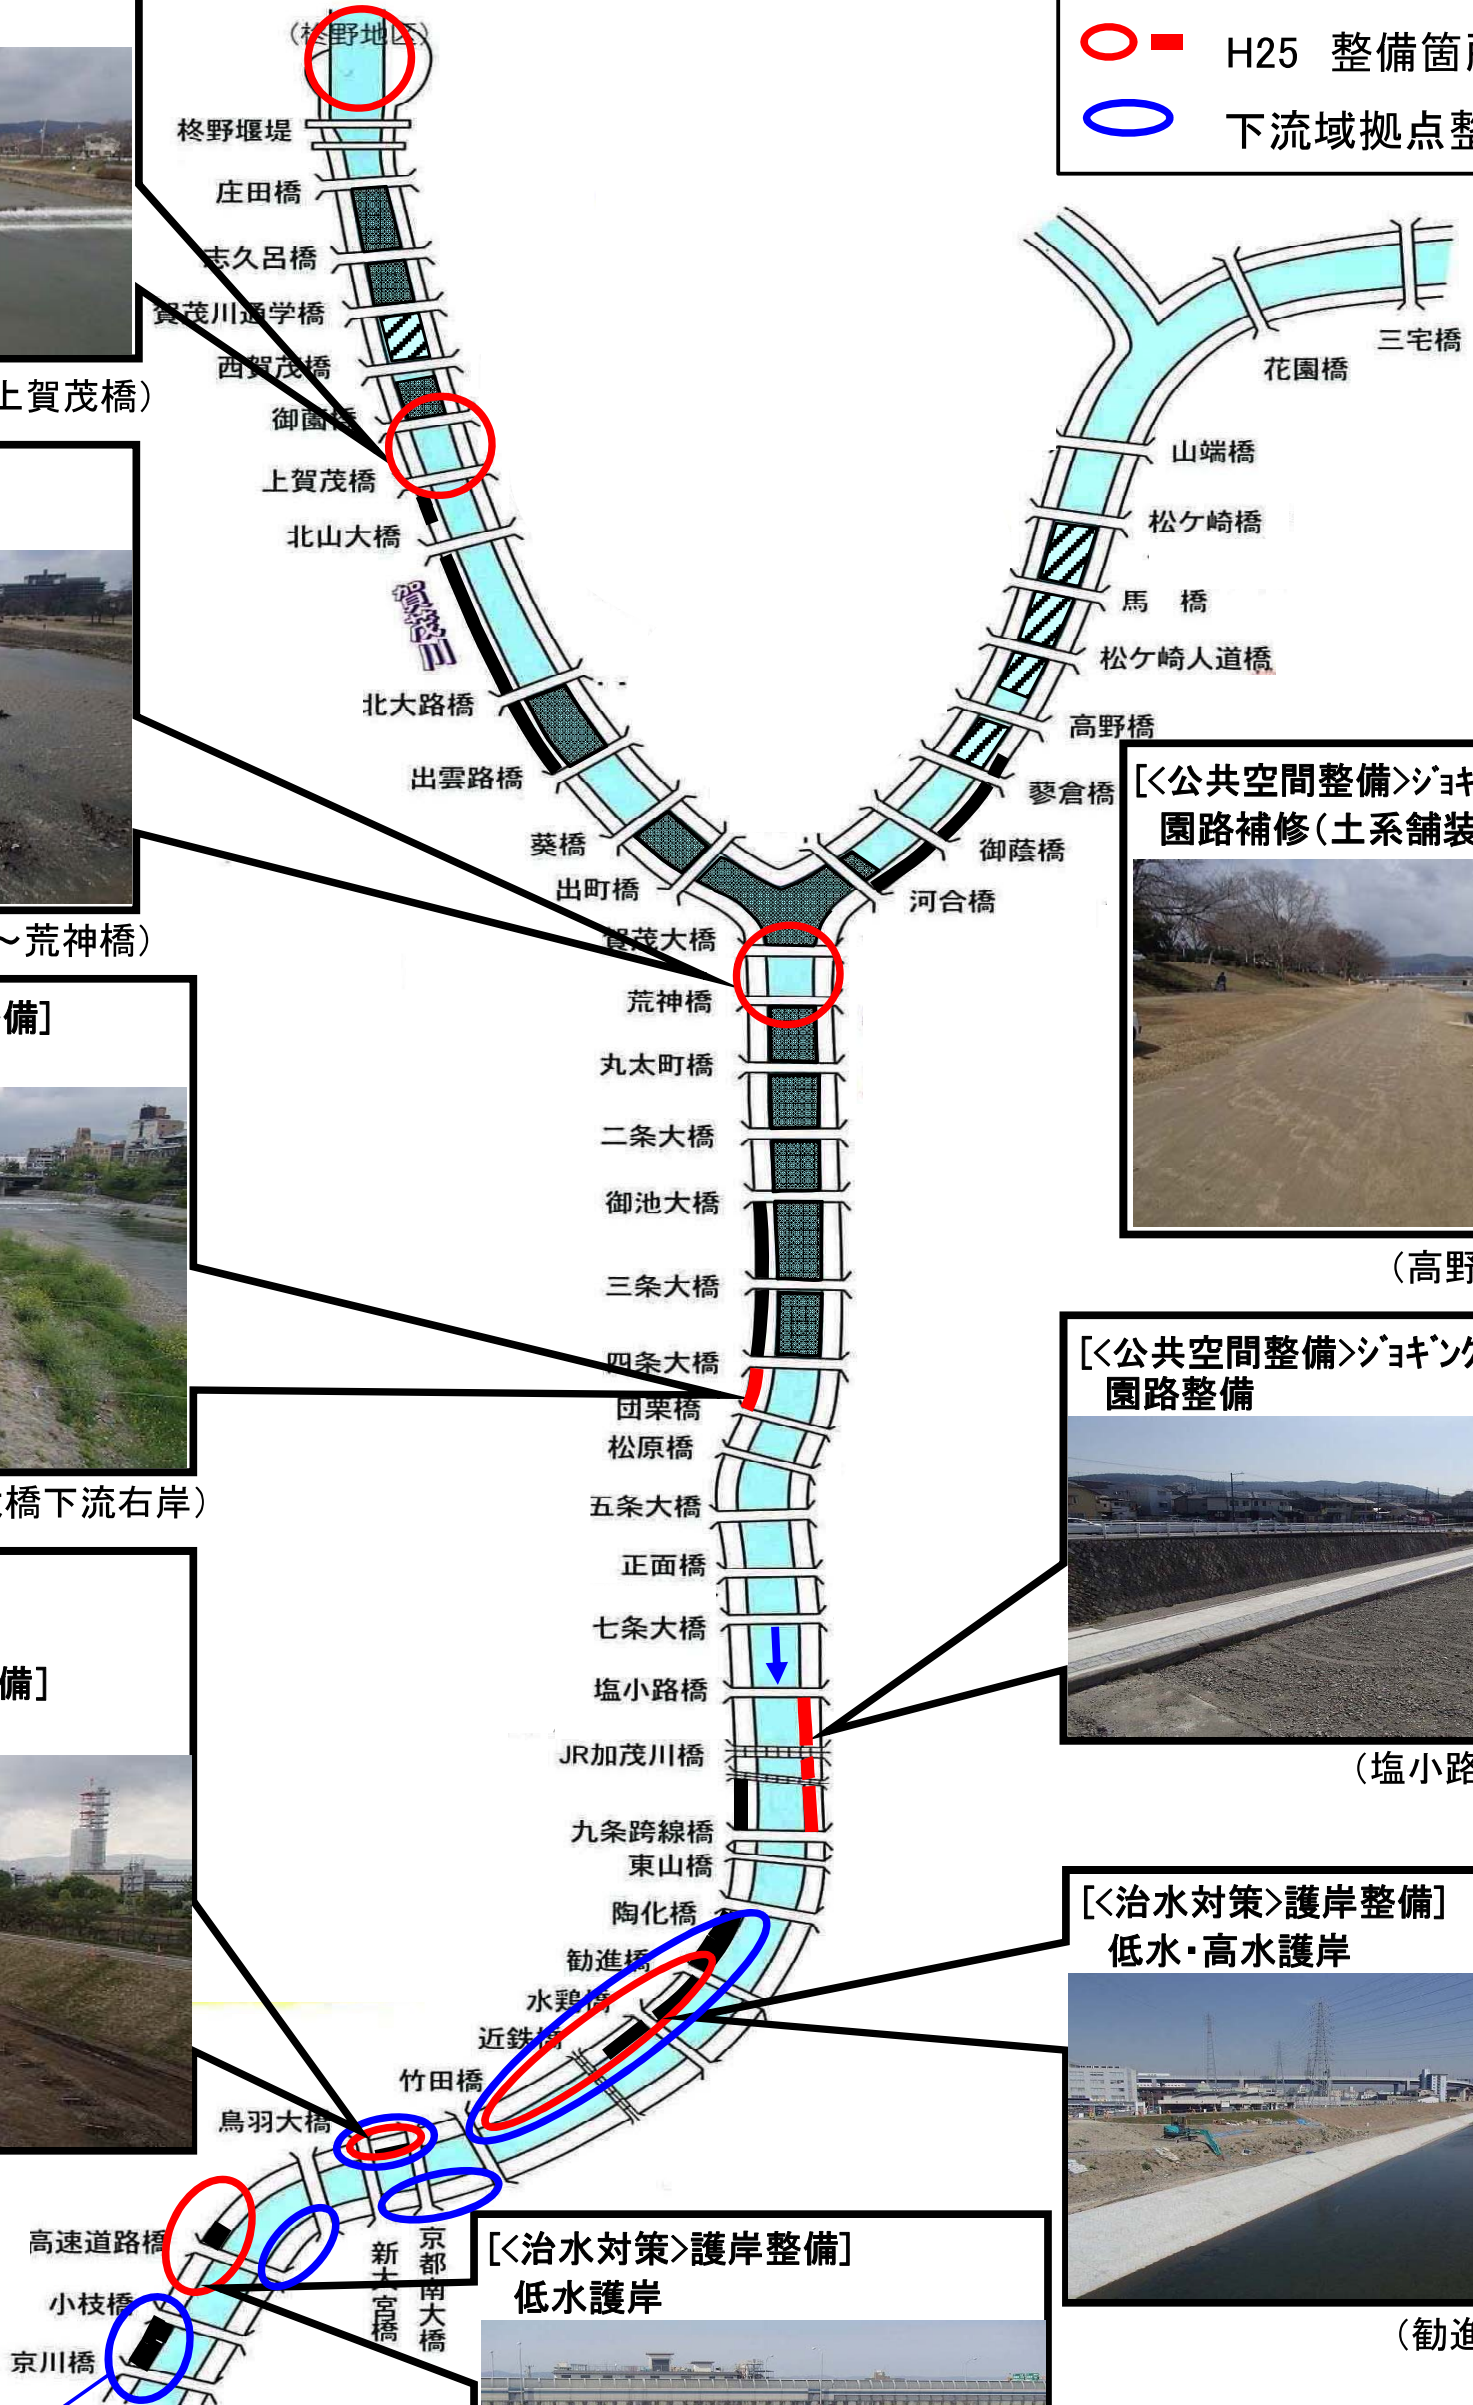 (柊野地区)
H25 整備箇
下流域拠点整
柊野堰堤
庄田橋
志久呂橋
賀茂川通学橋
西賀茂橋
御薗橋
上賀茂橋
北山大橋
賀茂川
北大路橋
出雲路橋
葵橋
出町橋
賀茂大橋
荒神橋
丸太町橋
二条大橋
御池大橋
三条大橋
四条大橋
団栗橋
松原橋
五条大橋
正面橋
七条大橋
塩小路橋
JR加茂川橋
九条跨線橋
東山橋
陶化橋
勧進橋
水鶏橋
近鉄橋
竹田橋
鳥羽大橋
京都南大橋
新大宮橋
高速道路橋
小枝橋
京川橋
三宅橋
花園橋
山端橋
松ケ崎橋
馬 橋
松ケ崎人道橋
高野橋
蓼倉橋
御蔭橋
河合橋
上賀茂橋)
～荒神橋)
備]
橋下流右岸)
備]
[<公共空間整備>ｼﾞｮｷ
園路補修(土系舗装
(高野
[<公共空間整備>ｼﾞｮｷﾞﾝｸ
園路整備
(塩小路
[<治水対策>護岸整備]
低水・高水護岸
(勧進
[<治水対策>護岸整備]
低水護岸